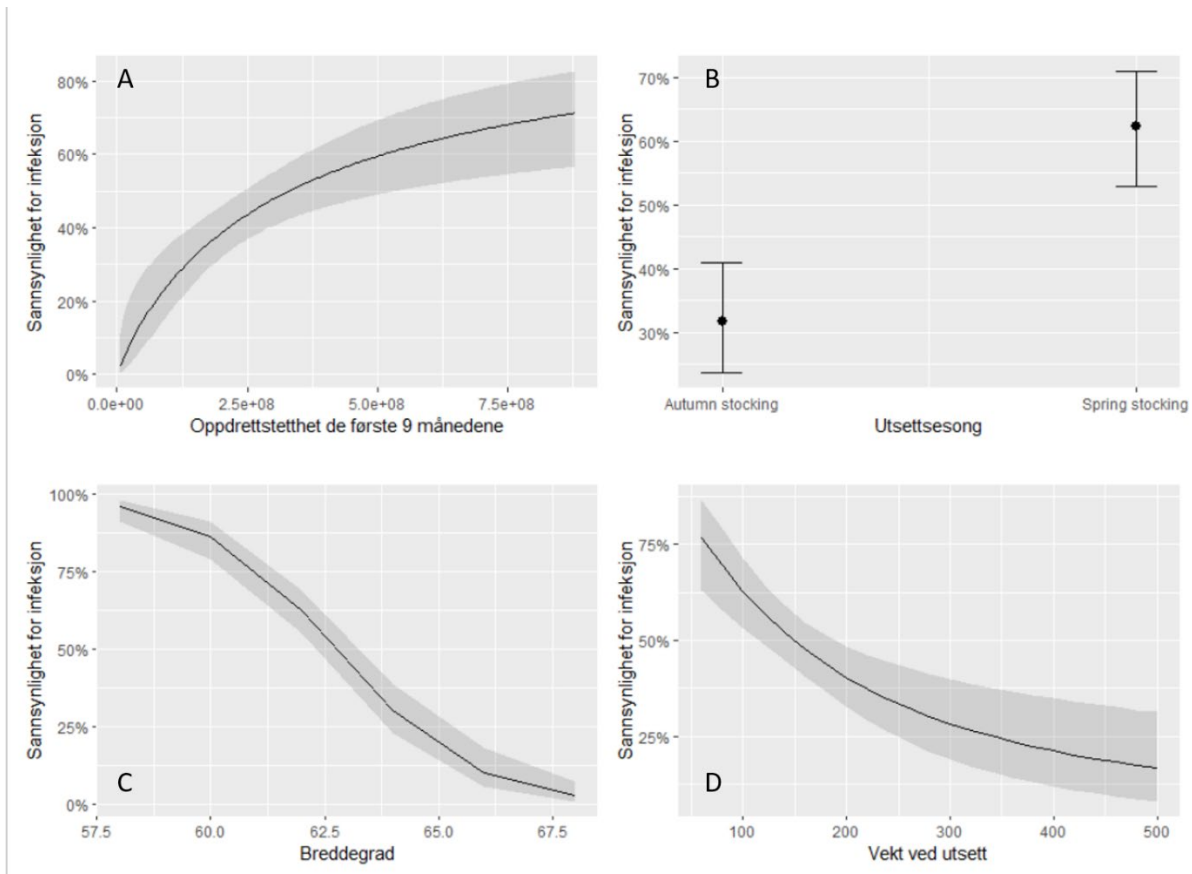 A
Sannsynlighet for infeksjon
80%
60%
40%
20%
0%
0.0e+00 2.5e+08 5.0e+08 7.5e+08
Oppdrettstetthet de første 9 månedene
B
Sannsynlighet for infeksjon
70%
60%
50%
40%
30%
Autumn stocking Spring stocking
Utsettsesong
C
Sannsynlighet for infeksjon
100%
75%
50%
25%
0%
57.5 60.0 62.5 65.0 67.5
Breddegrad
D
Sannsynlighet for infeksjon
75%
50%
25%
100 200 300 400 500
Vekt ved utsett